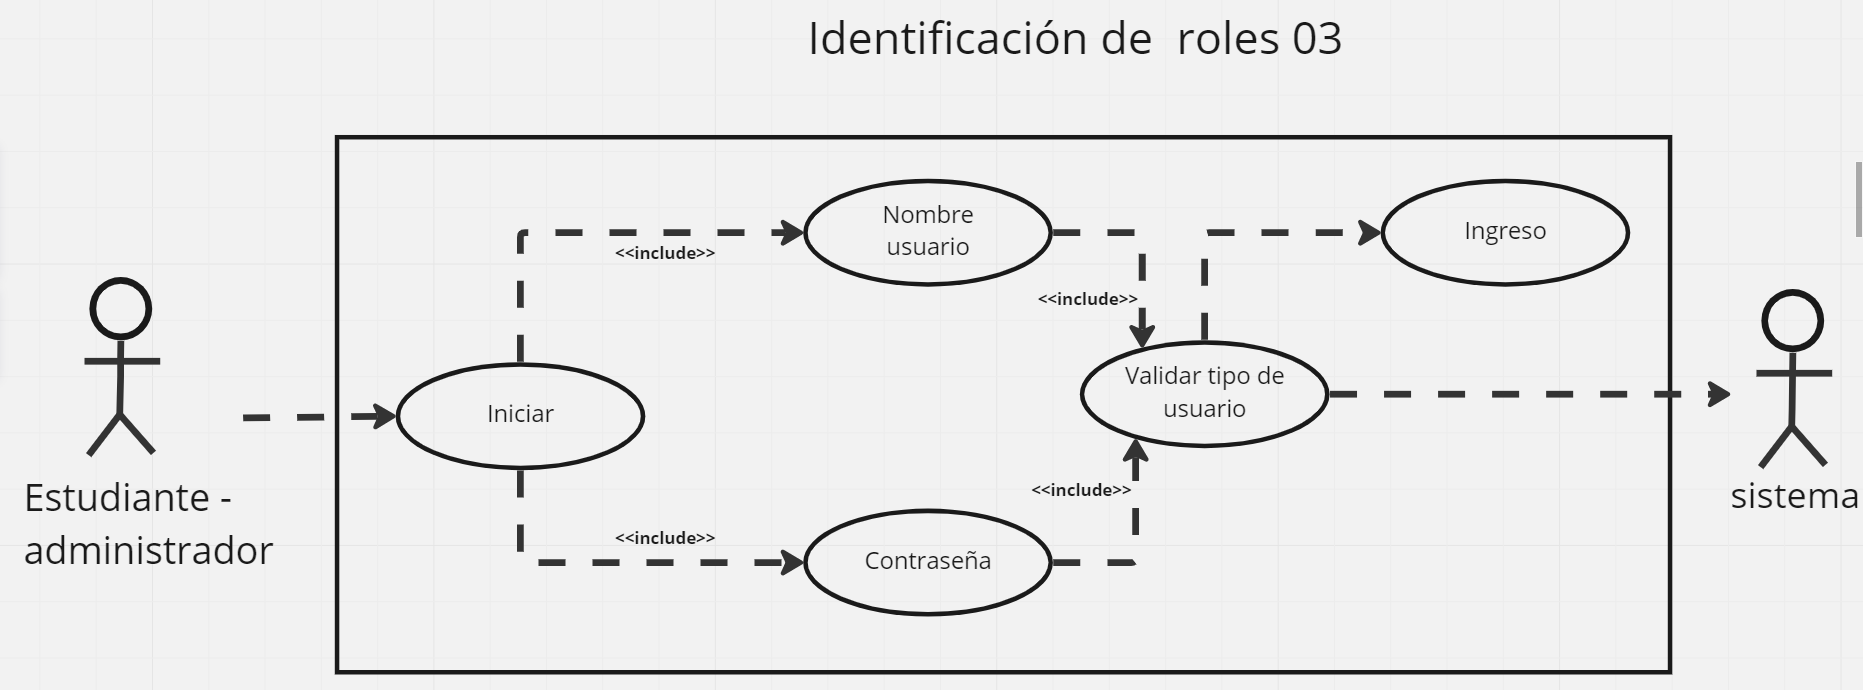 Identificación de roles 03
Nombre
usuario
Ingreso
<<include>>
<<include>>
Validar tipo de
usuario
Iniciar
<<include>>
Estudiante -
administrador
sistema
<<include>>
Contraseña